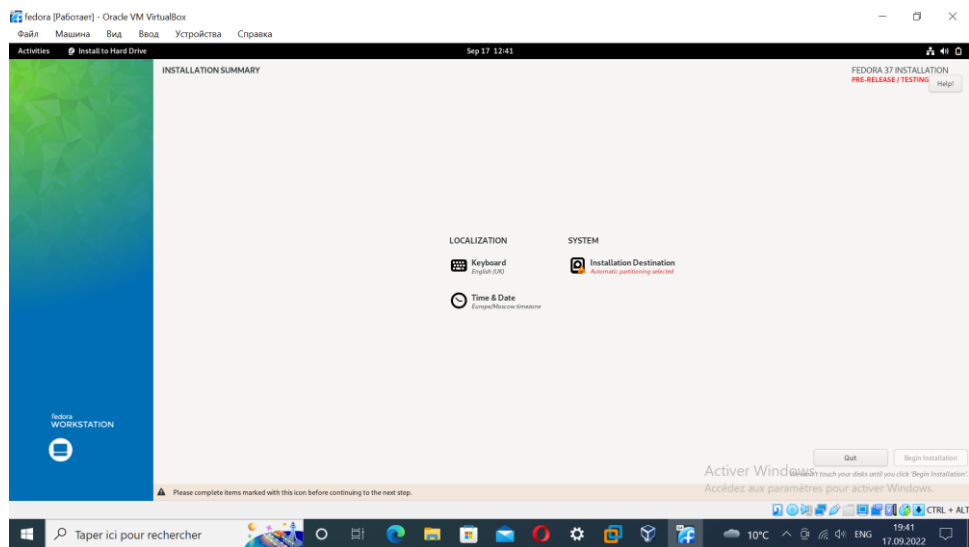 fedora [Работает] - Oracle VM VirtualBox
Файл Машина Вид Ввод Устройства Справка
Activities Install to Hard Drive Sep 17 12:41
INSTALLATION SUMMARY
FEDORA 37 INSTALLATION
PRE-RELEASE / TESTING
Help!
LOCALIZATION
SYSTEM
Keyboard
English (UK)
Installation Destination
Automatic partitioning selected
Time & Date
Europe/Moscow timezone
fedora
WORKSTATION
Quit
Begin Installation
touch your disks until you click 'Begin Installation'.
Activer Windows
Accédez aux paramètres pour activer Windows.
Please complete items marked with this icon before continuing to the next step.
CTRL + ALT
Taper ici pour rechercher
10°C
ENG
19:41
17.09.2022